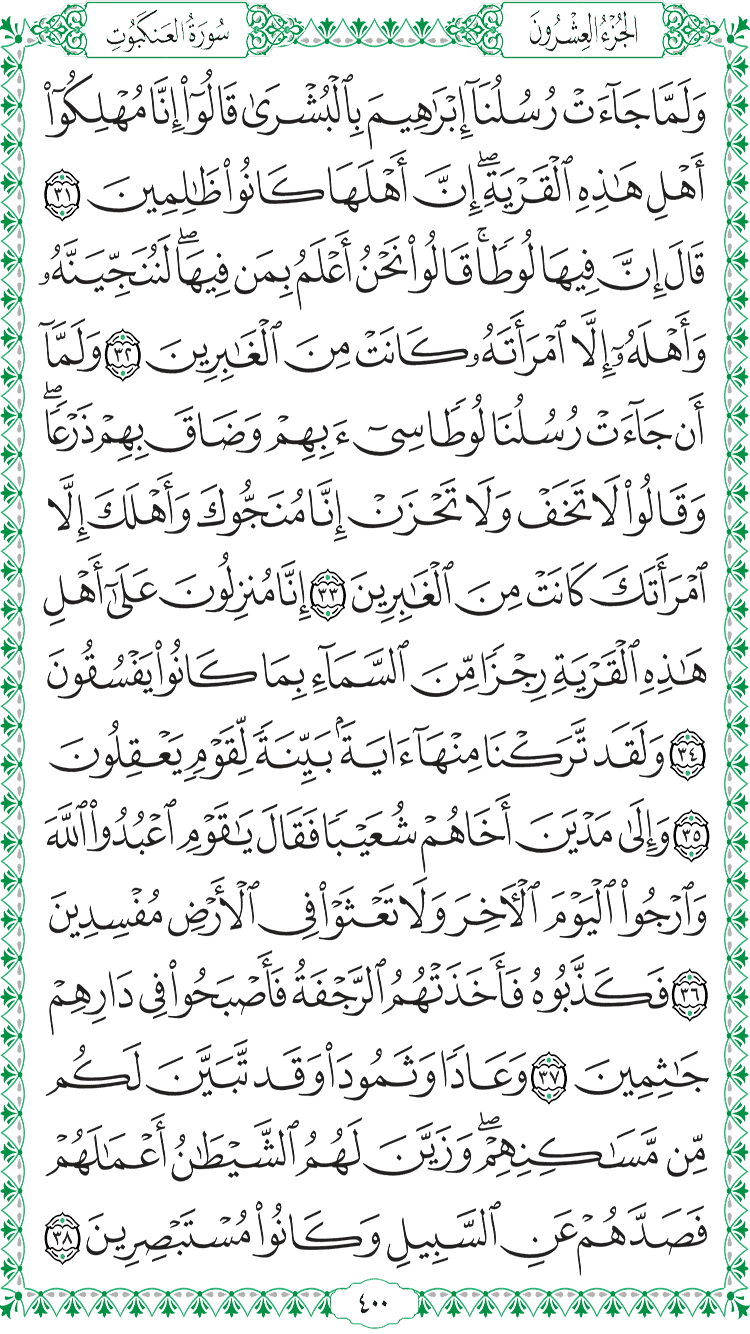 الجُزْءُ العِشْرُونَ
سُورَةُ العَنكَبُوتِ
وَلَمَّا جَآءَتْ رُسُلُنَآ إِبْرَٰهِيمَ بِٱلْبُشْرَىٰ قَالُوٓا۟ إِنَّا مُهْلِكُوٓا۟
أَهْلِ هَٰذِهِ ٱلْقَرْيَةِ ۖ إِنَّ أَهْلَهَا كَانُوا۟ ظَٰلِمِينَ ٣١
قَالَ إِنَّ فِيهَا لُوطًا ۚ قَالُوا۟ نَحْنُ أَعْلَمُ بِمَن فِيهَا ۖ لَنُنَجِّيَنَّهُۥ
وَأَهْلَهُۥٓ إِلَّا ٱمْرَأَتَهُۥ كَانَتْ مِنَ ٱلْغَٰبِرِينَ ٣٢ وَلَمَّآ
أَن جَآءَتْ رُسُلُنَا لُوطًا سِىٓءَ بِهِمْ وَضَاقَ بِهِمْ ذَرْعًا ۖ
وَقَالُوا۟ لَا تَخَفْ وَلَا تَحْزَنْ إِنَّا مُنَجُّوكَ وَأَهْلَكَ إِلَّا
ٱمْرَأَتَكَ كَانَتْ مِنَ ٱلْغَٰبِرِينَ ٣٣ إِنَّا مُنزِلُونَ عَلَىٰٓ أَهْلِ
هَٰذِهِ ٱلْقَرْيَةِ رِجْزًا مِّنَ ٱلسَّمَآءِ بِمَا كَانُوا۟ يَفْسُقُونَ
٣٤ وَلَقَد تَّرَكْنَا مِنْهَآ ءَايَةًۢ بَيِّنَةً لِّقَوْمٍ يَعْقِلُونَ
٣٥ وَإِلَىٰ مَدْيَنَ أَخَاهُمْ شُعَيْبًا فَقَالَ يَٰقَوْمِ ٱعْبُدُوا۟ ٱللَّهَ
وَٱرْجُوا۟ ٱلْيَوْمَ ٱلْءَاخِرَ وَلَا تَعْثَوْا۟ فِى ٱلْأَرْضِ مُفْسِدِينَ
٣٦ فَكَذَّبُوهُ فَأَخَذَتْهُمُ ٱلرَّجْفَةُ فَأَصْبَحُوا۟ فِى دَارِهِمْ
جَٰثِمِينَ ٣٧ وَعَادًا وَثَمُودَا۟ وَقَد تَّبَيَّنَ لَكُم
مِّن مَّسَٰكِنِهِمْ ۖ وَزَيَّنَ لَهُمُ ٱلشَّيْطَٰنُ أَعْمَٰلَهُمْ
فَصَدَّهُمْ عَنِ ٱلسَّبِيلِ وَكَانُوا۟ مُسْتَبْصِرِينَ ٣٨
٤٠٠